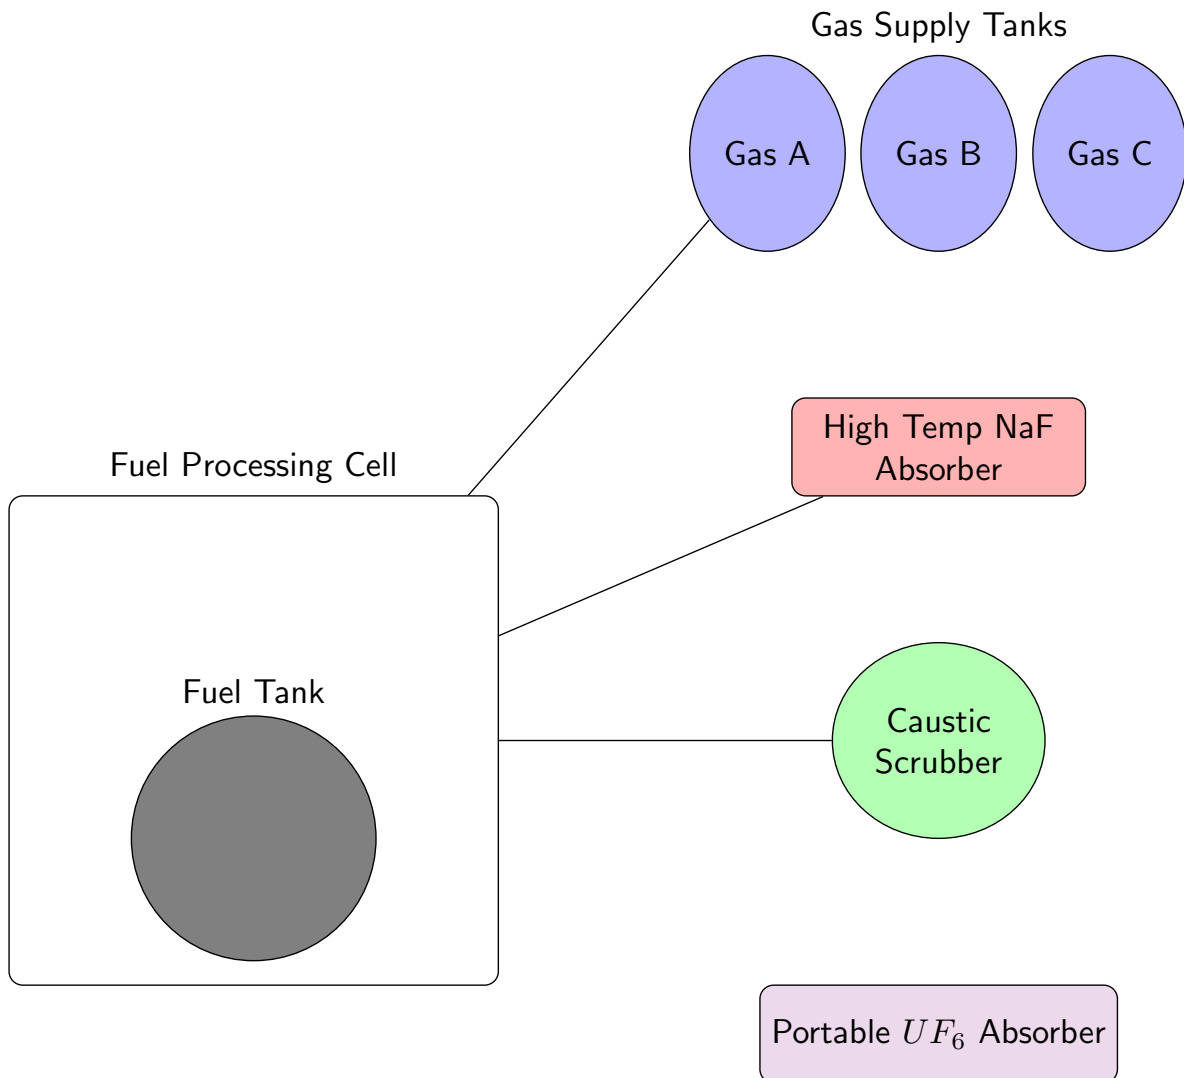 Gas Supply Tanks
Gas A
Gas B
Gas C
High Temp NaF
Absorber
Fuel Processing Cell
Fuel Tank
Caustic
Scrubber
Portable UF₆ Absorber